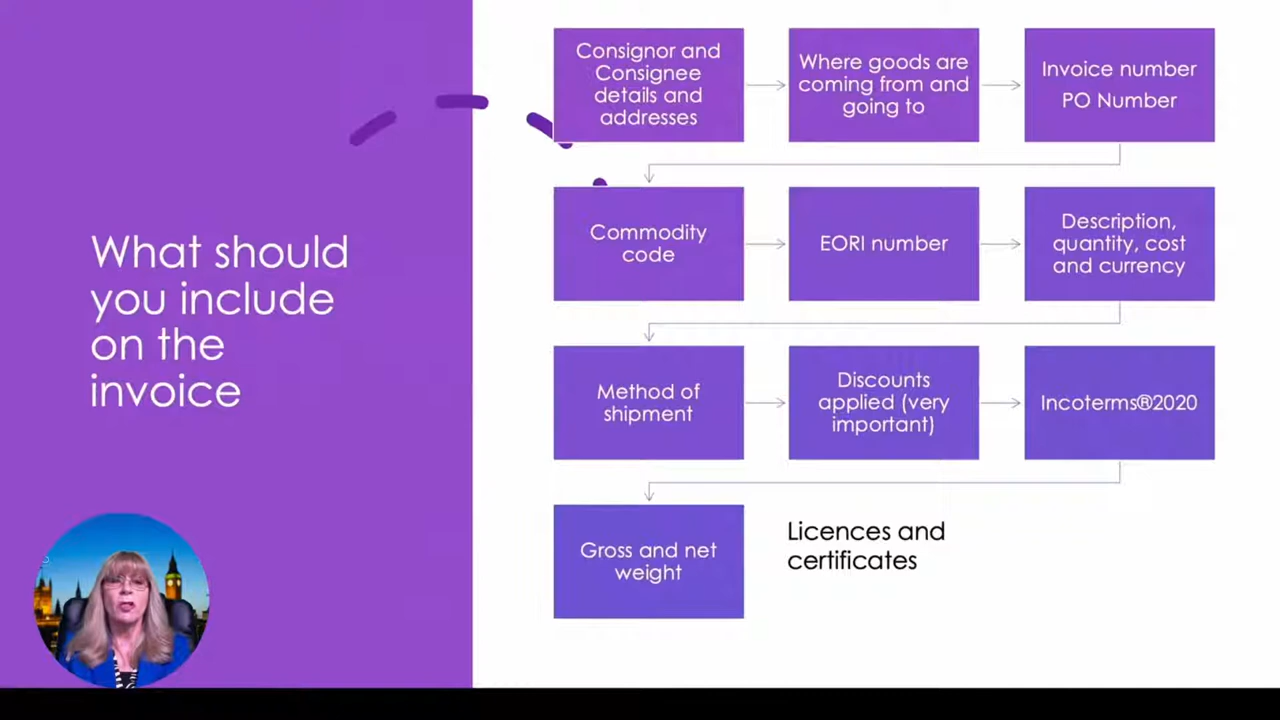 What should
you include
on the
invoice
Consignor and
Consignee
details and
addresses
Where goods are
coming from and
going to
Invoice number
PO Number
Commodity
code
EORI number
Description,
quantity, cost
and currency
Method of
shipment
Discounts
applied (very
important)
Incoterms®2020
Gross and net
weight
Licences and
certificates